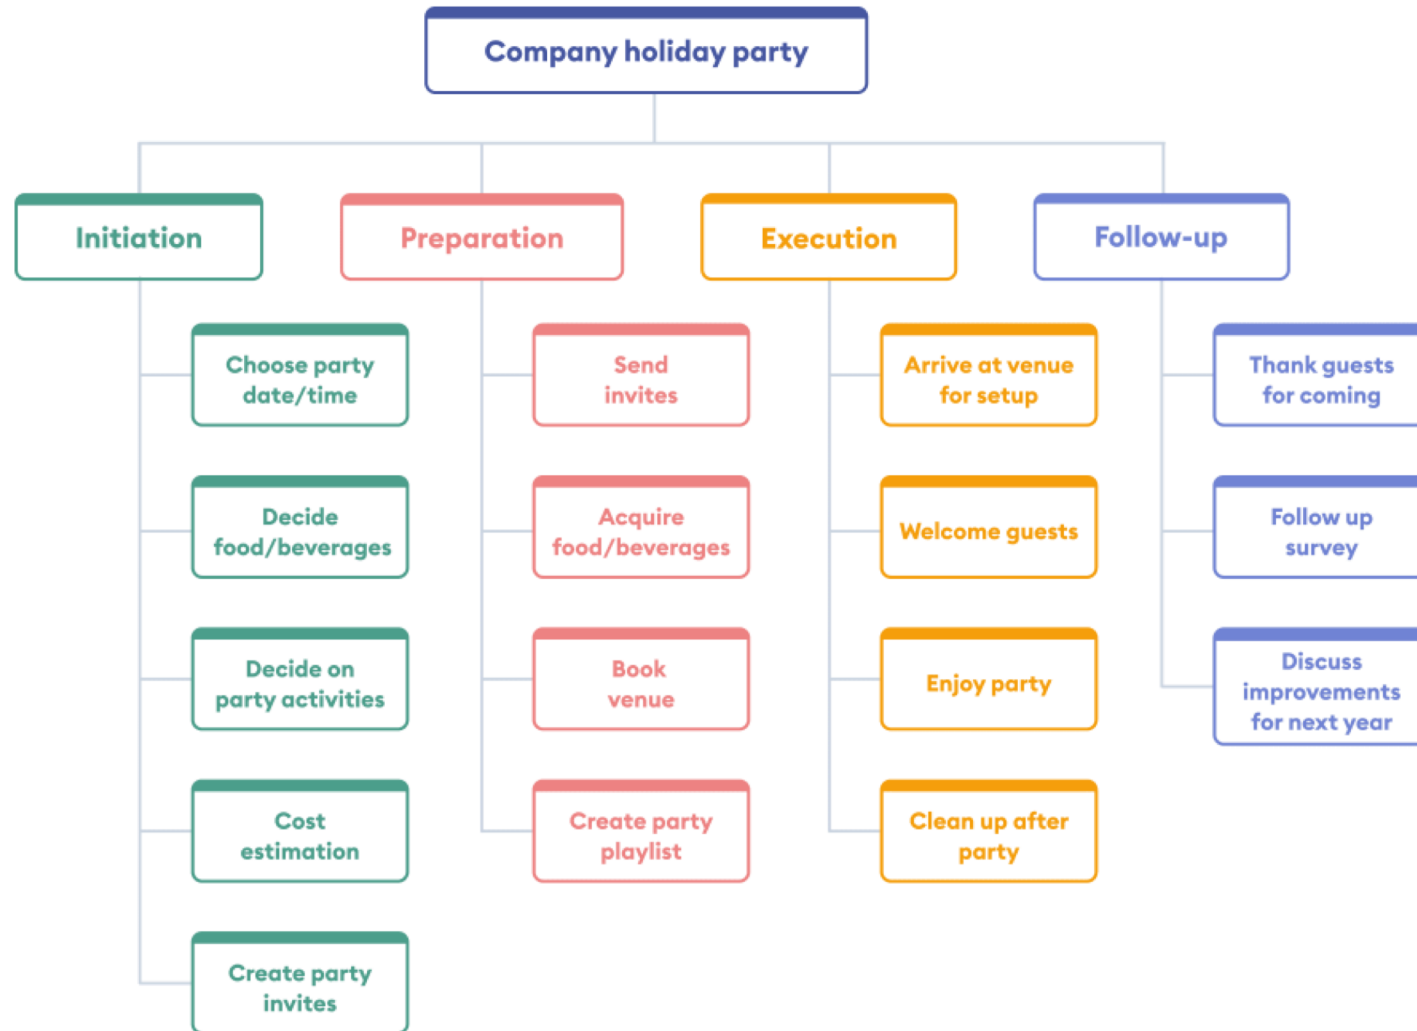 Company holiday party
Initiation
Preparation
Execution
Follow-up
Choose party
date/time
Send
invites
Arrive at venue
for setup
Thank guests
for coming
Decide
food/beverages
Acquire
food/beverages
Welcome guests
Follow up
survey
Decide on
party activities
Book
venue
Enjoy party
Discuss
improvements
for next year
Cost
estimation
Create party
playlist
Clean up after
party
Create party
invites